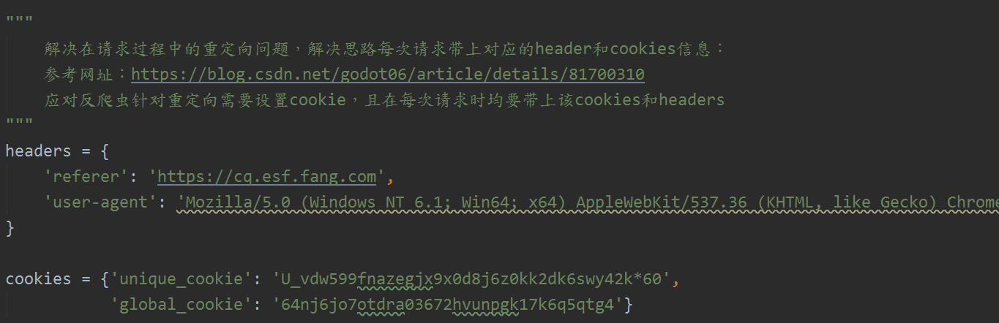 """
    解决在请求过程中的重定向问题，解决思路每次请求带上对应的header和cookies信息：
    参考网址：https://blog.csdn.net/godot06/article/details/81700310
    应对反爬虫针对重定向需要设置cookie，且在每次请求时均要带上该cookies和headers
"""
headers = {
    'referer': 'https://cq.esf.fang.com',
    'user-agent': 'Mozilla/5.0 (Windows NT 6.1; Win64; x64) AppleWebKit/537.36 (KHTML, like Gecko) Chrome
}
cookies = {'unique_cookie': 'U_vdw599fnazegjx9x0d8j6z0kk2dk6swy42k*60',
           'global_cookie': '64nj6jo7otdra03672hvunpgk17k6q5qtg4'}